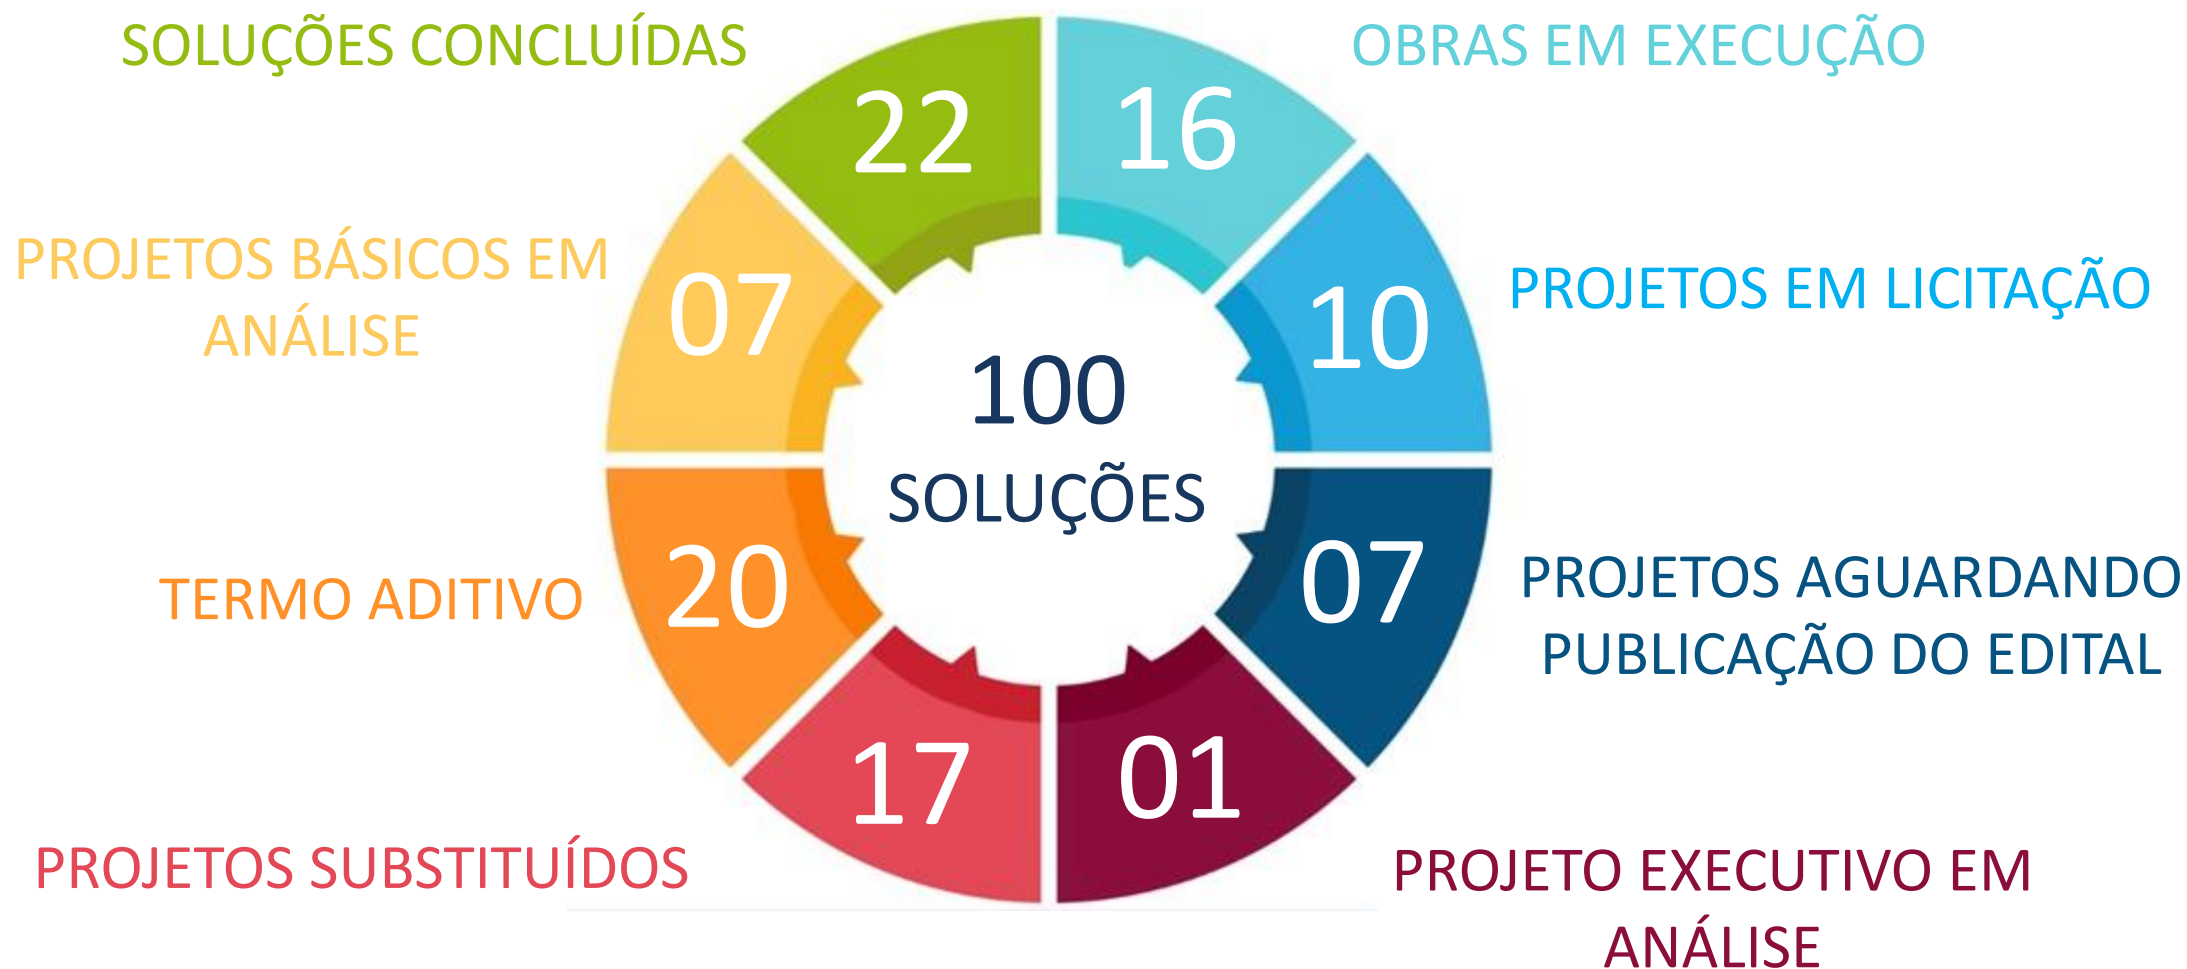 SOLUÇÕES CONCLUÍDAS
22
16
OBRAS EM EXECUÇÃO
PROJETOS BÁSICOS EM
ANÁLISE
07
10
PROJETOS EM LICITAÇÃO
100
SOLUÇÕES
TERMO ADITIVO
20
07
PROJETOS AGUARDANDO
PUBLICAÇÃO DO EDITAL
PROJETOS SUBSTITUÍDOS
17
01
PROJETO EXECUTIVO EM
ANÁLISE